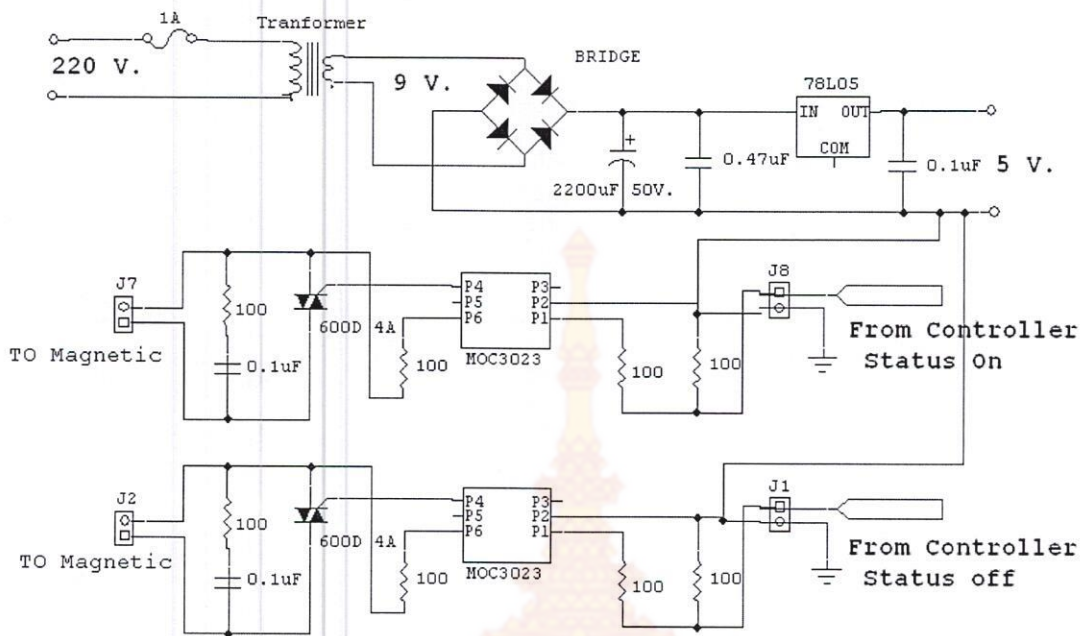 1A
Tranformer
220 V.
9 V.
BRIDGE
78L05
IN OUT
COM
+
2200uF 50V.
0.47uF
0.1uF
5 V.
J7
TO Magnetic
100
0.1uF
600D 4A
P4 P3
P5 P2
P6 P1
MOC3023
100
100
100
J8
From Controller
Status On
J2
TO Magnetic
100
0.1uF
600D 4A
P4 P3
P5 P2
P6 P1
MOC3023
100
100
100
J1
From Controller
Status off